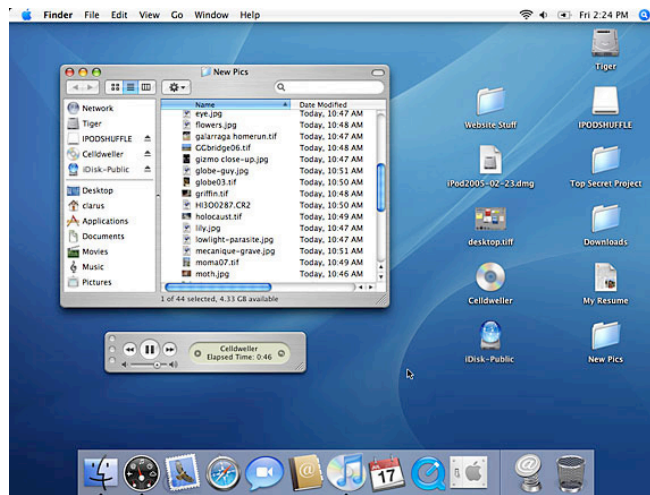 Finder File Edit View Go Window Help Fri 2:24 PM
New Pics
Name Date Modified
Network
Tiger
IPODSHUFFLE
Celldweller
iDisk-Public
Desktop
clarus
Applications
Documents
Movies
Music
Pictures
eye.jpg Today, 10:47 AM
flowers.jpg Today, 10:48 AM
galarraga homerun.tif Today, 10:47 AM
GGbridge06.tif Today, 10:48 AM
gizmo close-up.jpg Today, 10:47 AM
globe-guy.jpg Today, 10:51 AM
globe03.tif Today, 10:50 AM
griffin.tif Today, 10:48 AM
HI3O0287.CR2 Today, 10:50 AM
holocaust.tif Today, 10:49 AM
lily.jpg Today, 10:47 AM
lowlight-parasite.jpg Today, 10:47 AM
mecanique-grave.jpg Today, 10:51 AM
moma07.tif Today, 10:49 AM
moth.jpg Today, 10:46 AM
1 of 44 selected, 4.33 GB available
Celldweller
Elapsed Time: 0:46
Tiger
Website Stuff
IPODSHUFFLE
iPod2005-02-23.dmg
Top Secret Project
desktop.tiff
Downloads
Celldweller
My Resume
iDisk-Public
New Pics
17